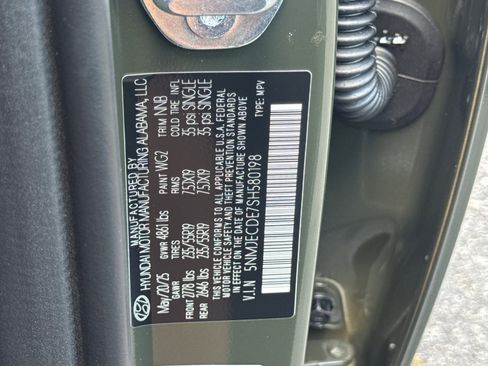 MANUFACTURED BY
HYUNDAI MOTOR MANUFACTURING ALABAMA, LLC
May/20/25 GVWR 4861 lbs PAINT WG2 TRIM NNB
GAWR TIRES RIMS COLD TIRE INFL
FRONT 2778 lbs 235/55R19 7.5JX19 35 psi SINGLE
REAR 2646 lbs 235/55R19 7.5JX19 35 psi SINGLE
THIS VEHICLE CONFORMS TO ALL APPLICABLE U.S.A. FEDERAL
MOTOR VEHICLE SAFETY AND THEFT PREVENTION STANDARDS
IN EFFECT ON THE DATE OF MANUFACTURE SHOWN ABOVE.
V.I.N 5NMJECDE7SH580198 TYPE: MPV